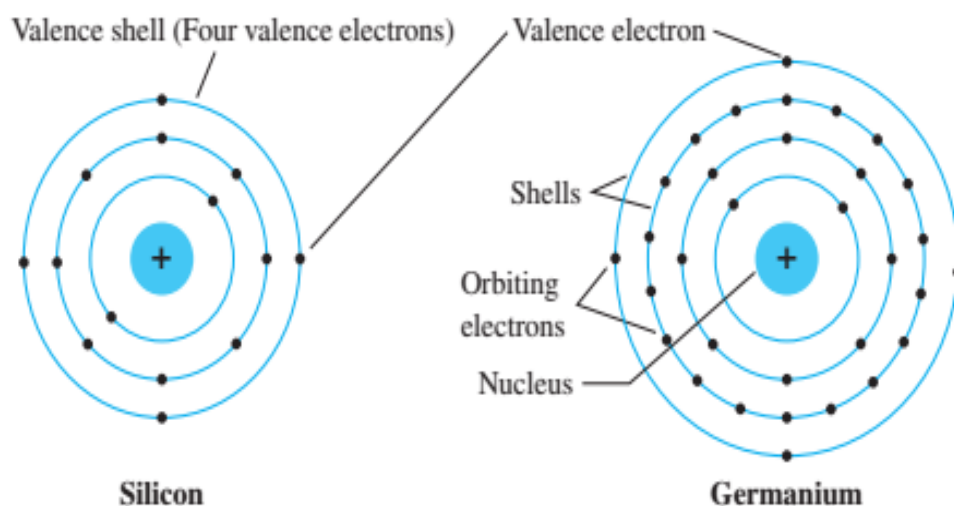 Valence shell (Four valence electrons)
Valence electron
+
+
Shells
Orbiting
electrons
Nucleus
Silicon
Germanium